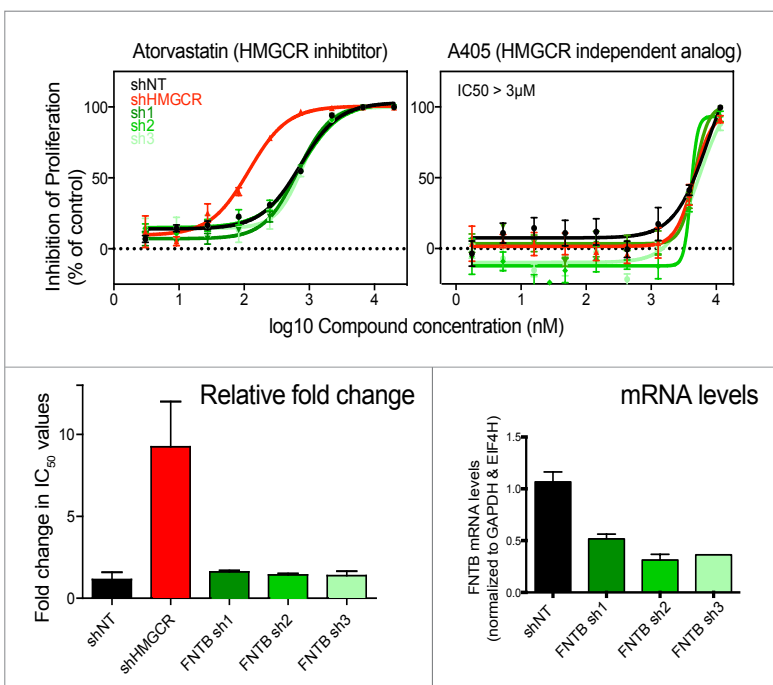 Atorvastatin (HMGCR inhibtitor)
A405 (HMGCR independent analog)
shNT
shHMGCR
sh1
sh2
sh3
IC50 > 3µM
100
50
0
100
50
0
Inhibition of Proliferation
(% of control)
0 1 2 3 4
0 1 2 3 4
log10 Compound concentration (nM)
Relative fold change
10
5
0
Fold change in IC50 values
shNT
shHMGCR
FNTB sh1
FNTB sh2
FNTB sh3
mRNA levels
1.5
1.0
0.5
0.0
FNTB mRNA levels
(normalized to GAPDH & EIF4H)
shNT
FNTB sh1
FNTB sh2
FNTB sh3